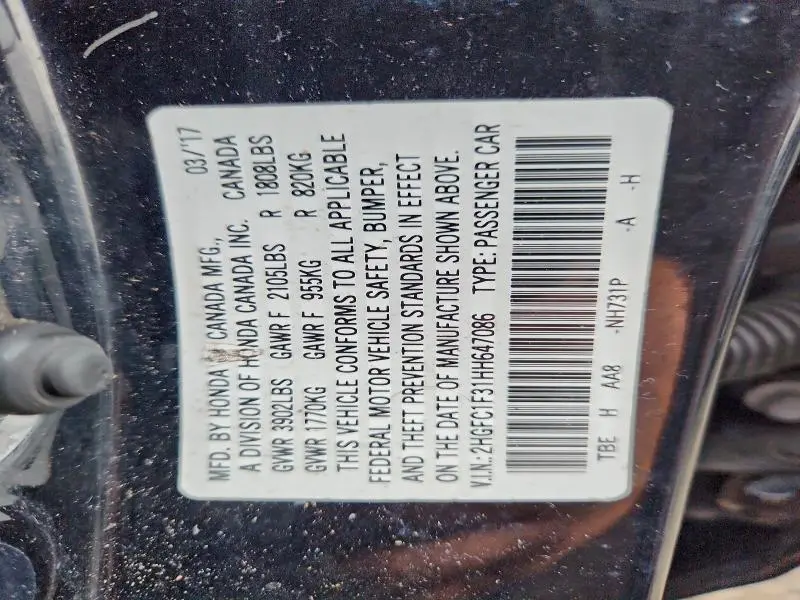 MFD. BY HONDA CANADA MFG., 03/'17
A DIVISION OF HONDA CANADA INC. CANADA
GVWR 3902LBS GAWR F 2105LBS R 1808LBS
GVWR 1770KG GAWR F 955KG R 820KG
THIS VEHICLE CONFORMS TO ALL APPLICABLE
FEDERAL MOTOR VEHICLE SAFETY, BUMPER,
AND THEFT PREVENTION STANDARDS IN EFFECT
ON THE DATE OF MANUFACTURE SHOWN ABOVE.
V.I.N.: 2HGFC1F31HH647086 TYPE: PASSENGER CAR
TBE H AA8 -NH731P -A -H